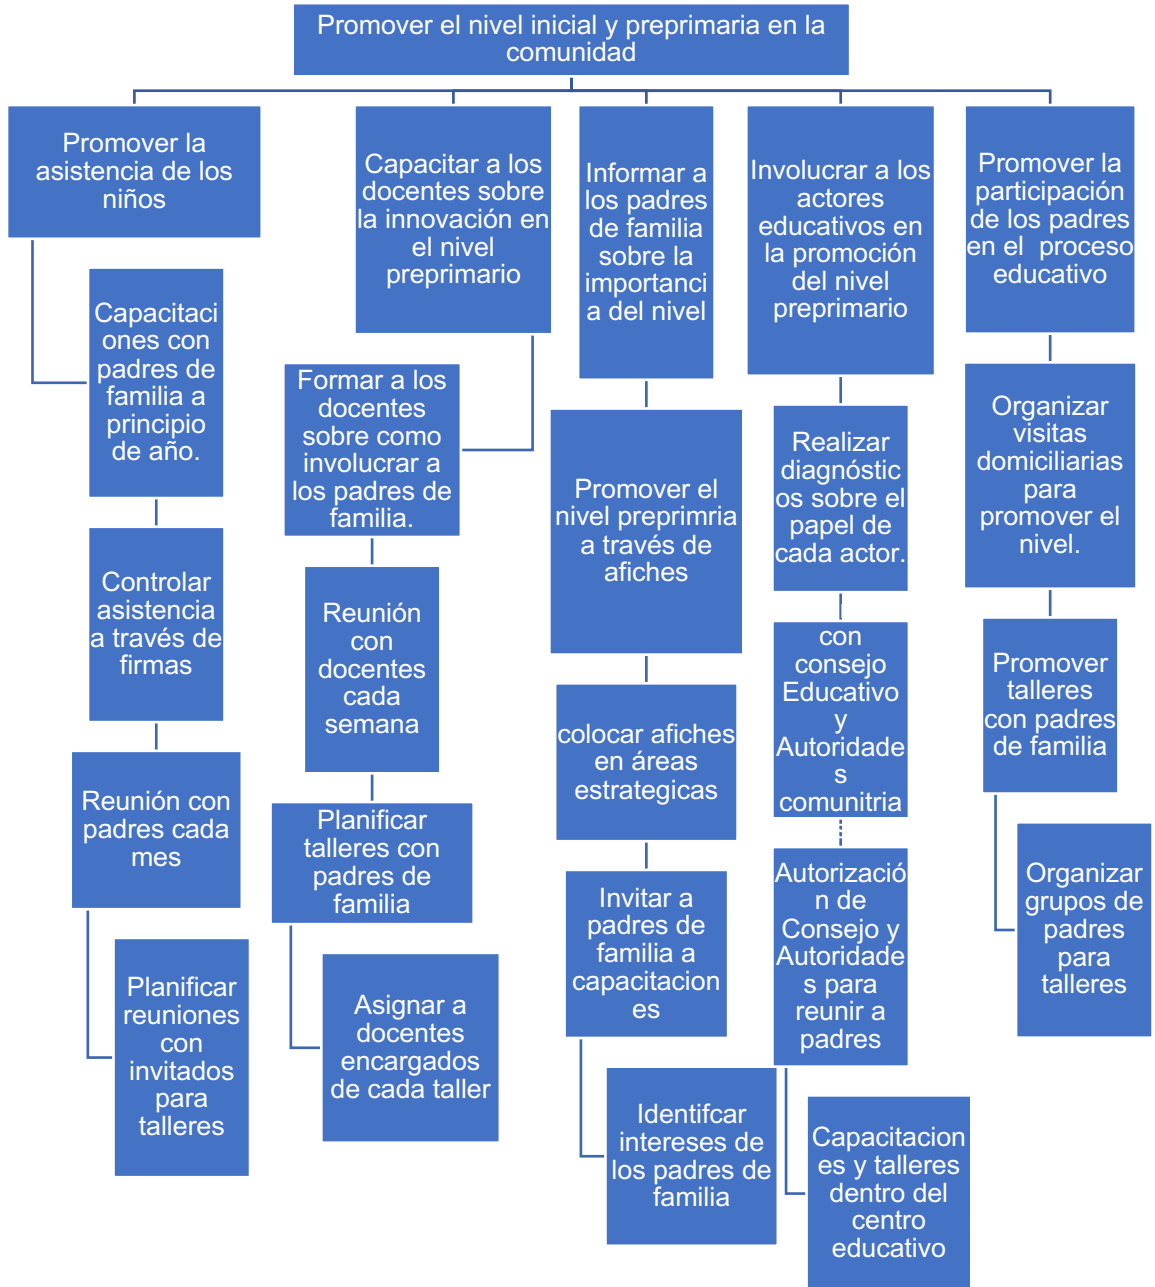 Promover el nivel inicial y preprimaria en la
comunidad
Promover la
asistencia de los
niños
Capacitaci
ones con
padres de
familia a
principio
de año.
Controlar
asistencia
a través de
firmas
Reunión con
padres cada
mes
Planificar
reuniones
con
invitados
para
talleres
Capacitar a los
docentes sobre
la innovación en
el nivel
preprimario
Formar a los
docentes
sobre como
involucrar a
los padres de
familia.
Reunión
con
docentes
cada
semana
Planificar
talleres con
padres de
familia
Asignar a
docentes
encargados
de cada taller
Informar a
los padres
de familia
sobre la
importanci
a del nivel
Promover el
nivel preprimria
a través de
afiches
colocar afiches
en áreas
estrategicas
Invitar a
padres de
familia a
capacitacion
es
Identifcar
intereses de
los padres de
familia
Involucrar a los
actores
educativos en
la promoción
del nivel
preprimario
Realizar
diagnóstic
os sobre el
papel de
cada actor.
con
consejo
Educativo
y
Autoridade
s
comunitria
Autorizació
n de
Consejo y
Autoridade
s para
reunir a
padres
Capacitacion
es y talleres
dentro del
centro
educativo
Promover la
participación
de los padres
en el proceso
educativo
Organizar
visitas
domiciliarias
para
promover el
nivel.
Promover
talleres
con padres
de familia
Organizar
grupos de
padres
para
talleres